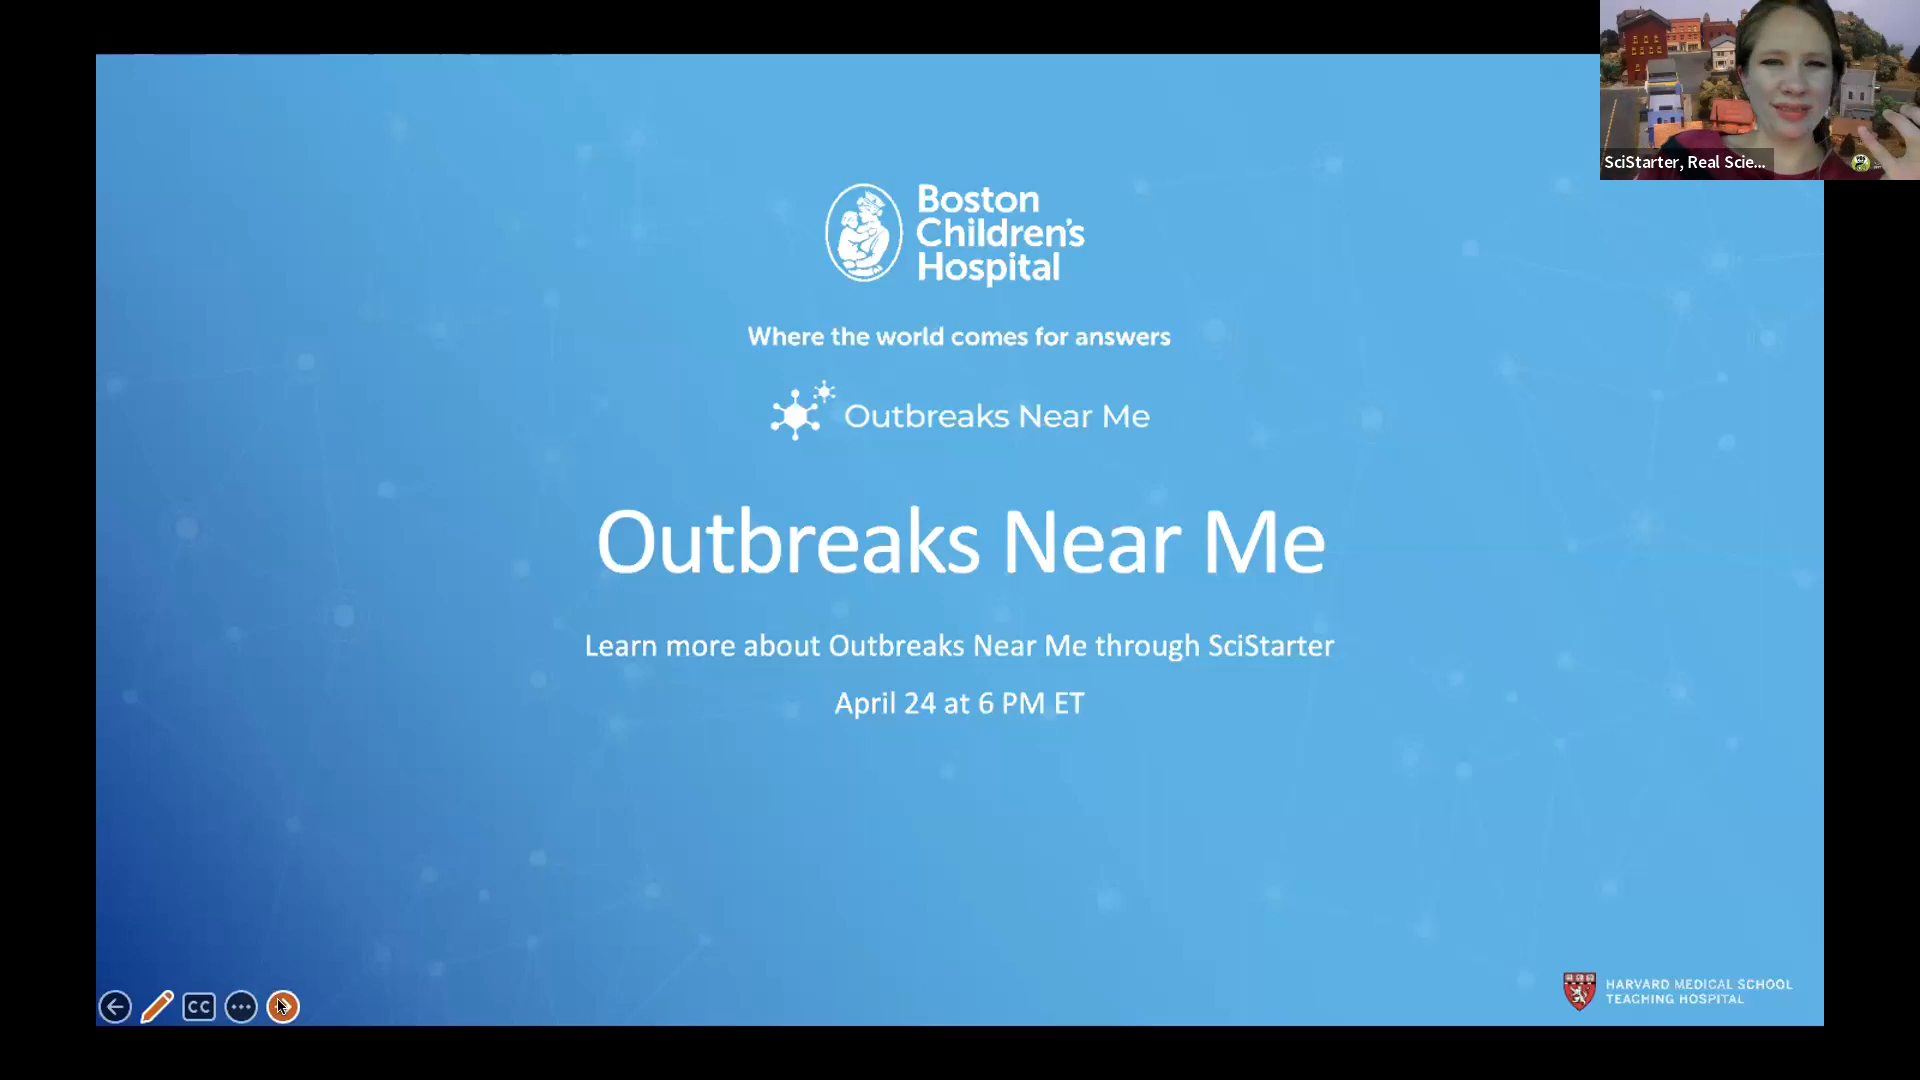 SciStarter, Real Scie...
Boston
Children's
Hospital
Where the world comes for answers
Outbreaks Near Me
Outbreaks Near Me
Learn more about Outbreaks Near Me through SciStarter
April 24 at 6 PM ET
CC
HARVARD MEDICAL SCHOOL
TEACHING HOSPITAL